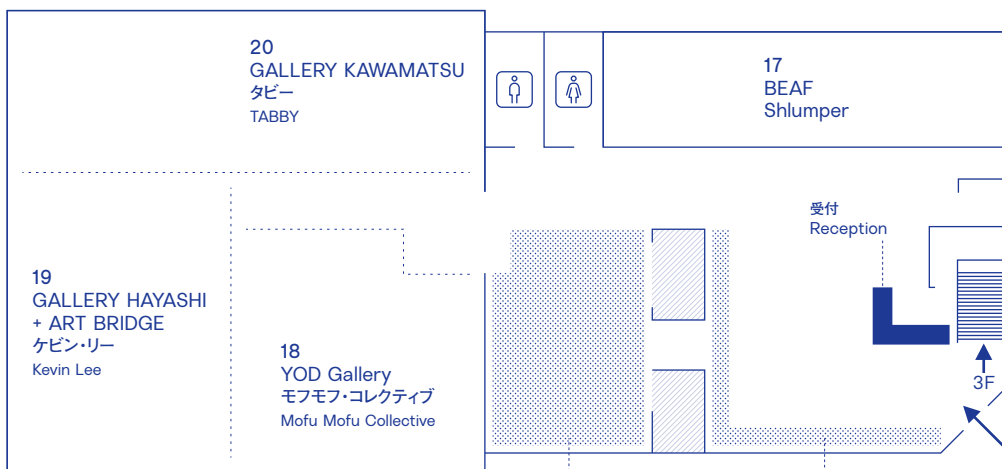 20
GALLERY KAWAMATSU
タビー
TABBY
17
BEAF
Shlumper
受付
Reception
19
GALLERY HAYASHI
+ ART BRIDGE
ケビン・リー
Kevin Lee
18
YOD Gallery
モフモフ・コレクティブ
Mofu Mofu Collective
3F